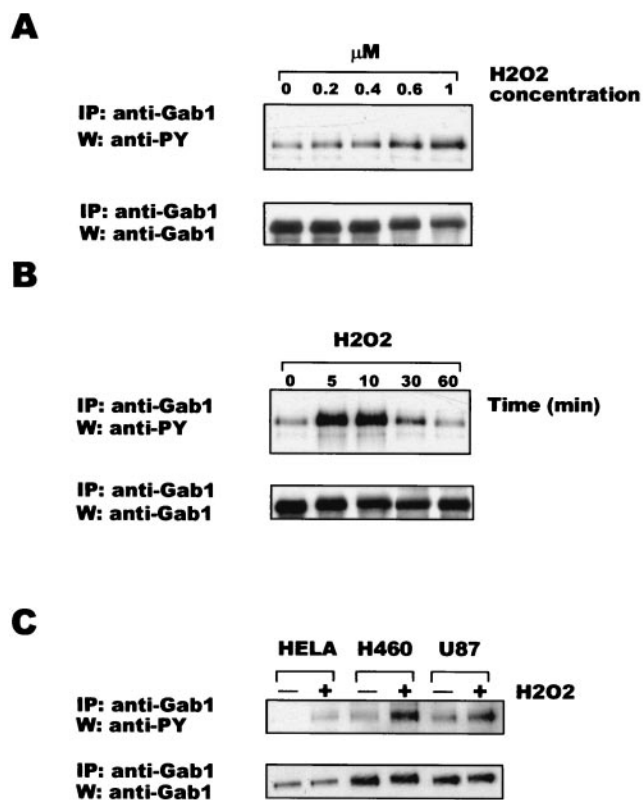 A
μM
H2O2
concentration
0 0.2 0.4 0.6 1
IP: anti-Gab1
W: anti-PY
IP: anti-Gab1
W: anti-Gab1
B
H2O2
0 5 10 30 60
Time (min)
IP: anti-Gab1
W: anti-PY
IP: anti-Gab1
W: anti-Gab1
C
HELA H460 U87
— + — + — +
H2O2
IP: anti-Gab1
W: anti-PY
IP: anti-Gab1
W: anti-Gab1